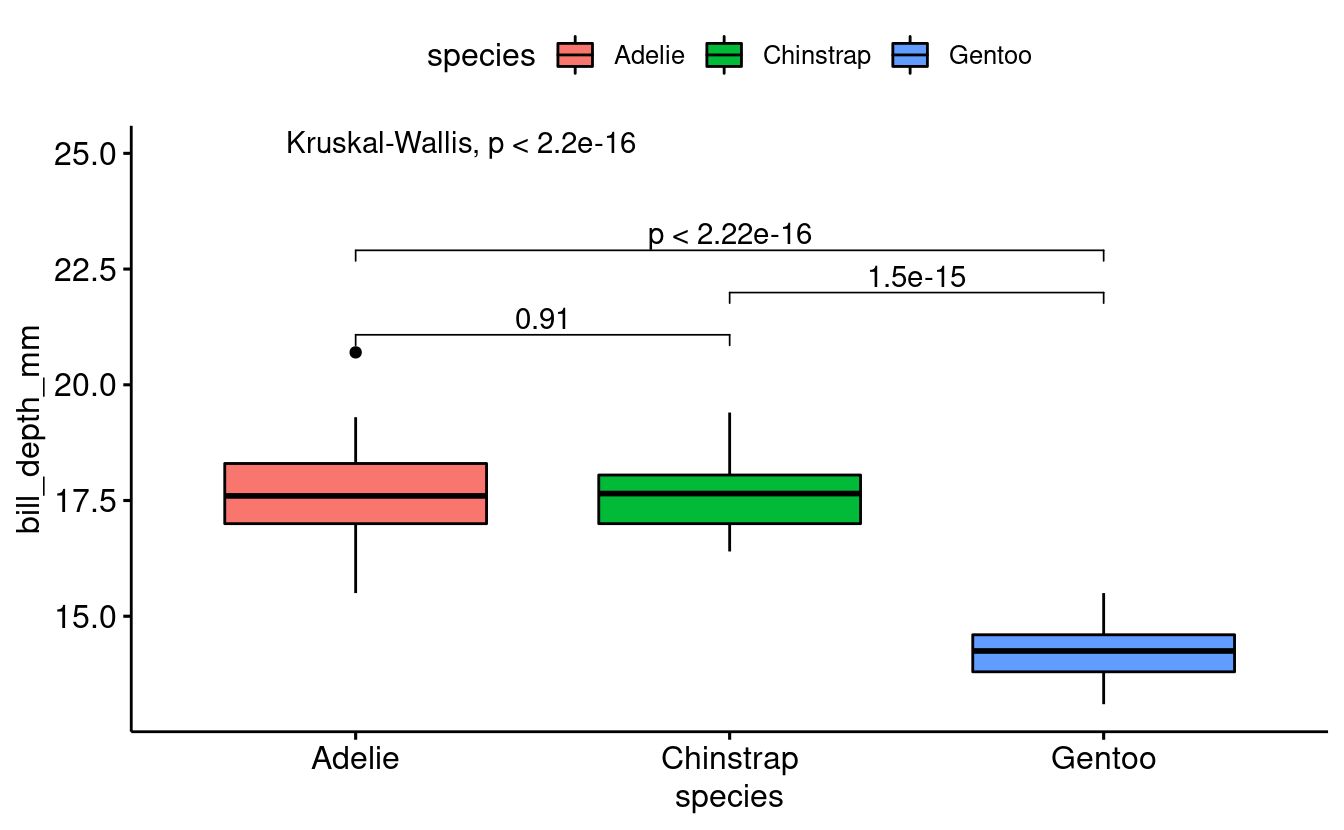 species Adelie Chinstrap Gentoo
Kruskal-Wallis, p < 2.2e-16
25.0
p < 2.22e-16
22.5
1.5e-15
0.91
20.0
bill_depth_mm
17.5
15.0
Adelie Chinstrap Gentoo
species